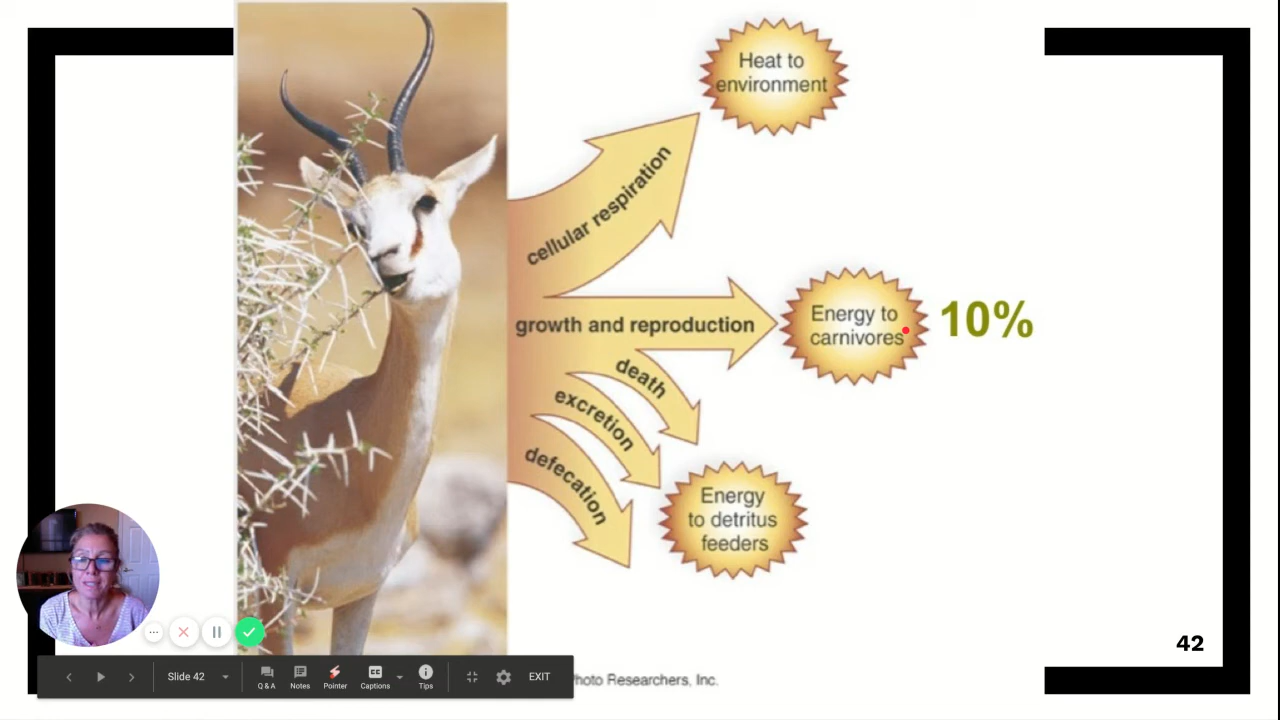 Heat to
environment
cellular respiration
growth and reproduction
Energy to
carnivores
10%
death
excretion
defecation
Energy
to detritus
feeders
42
Slide 42
Q & A
Notes
Pointer
CC
Captions
Tips
EXIT
Researchers, Inc.